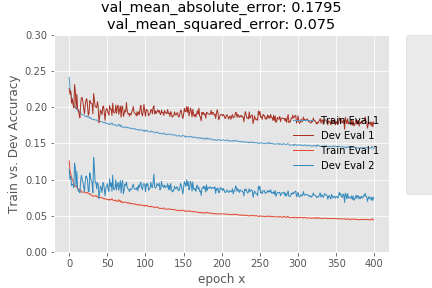 val_mean_absolute_error: 0.1795
val_mean_squared_error: 0.075
0.30
0.25
0.20
0.15
0.10
0.05
0.00
Train vs. Dev Accuracy
Train Eval 1
Dev Eval 1
Train Eval 1
Dev Eval 2
0 50 100 150 200 250 300 350 400
epoch x